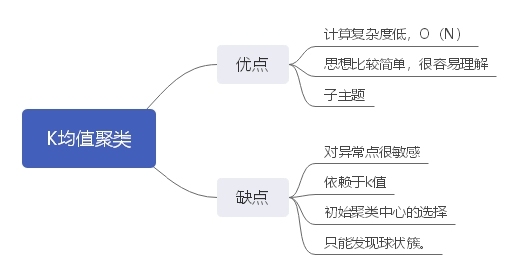 K均值聚类
优点
计算复杂度低，O（N）
思想比较简单，很容易理解
子主题
缺点
对异常点很敏感
依赖于k值
初始聚类中心的选择
只能发现球状簇。